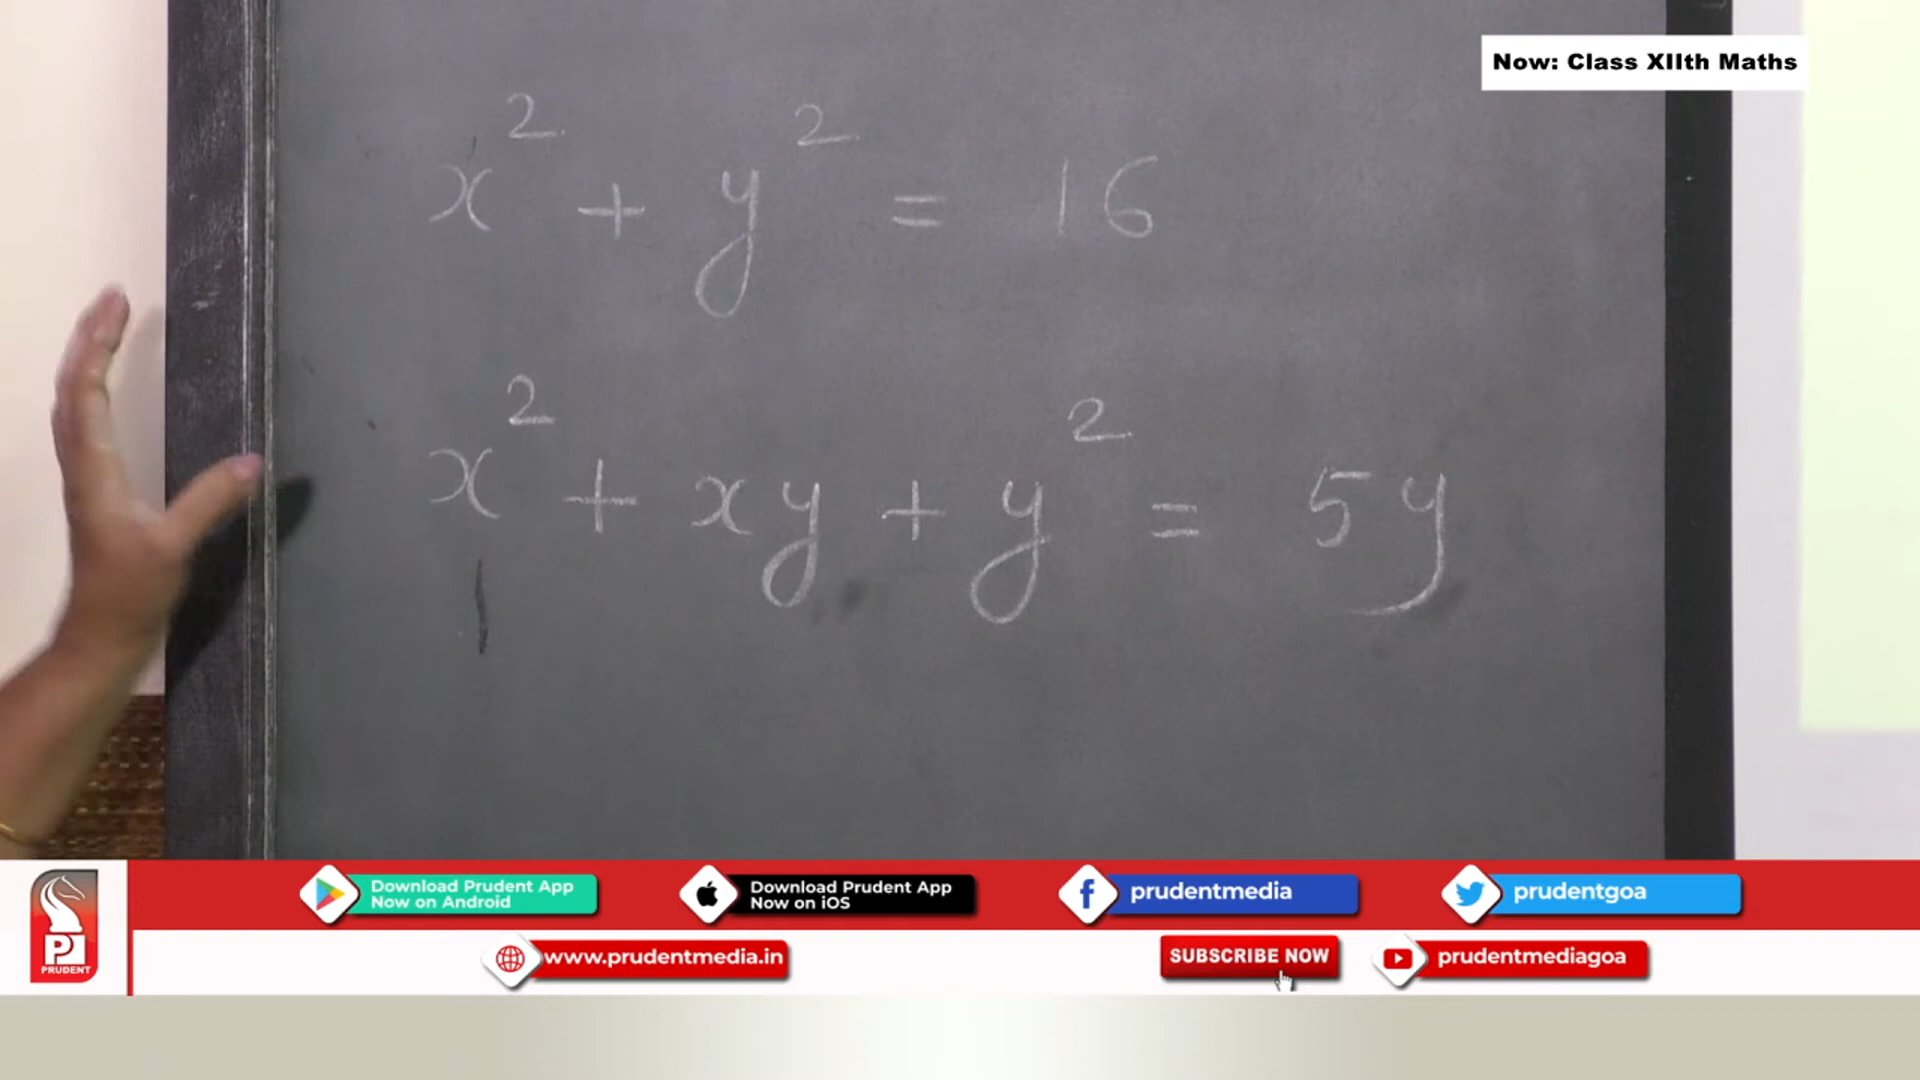 Now: Class XIIth Maths
x² + y² = 16
x² + xy + y² = 5y
Download Prudent App
Now on Android
Download Prudent App
Now on iOS
prudentmedia
prudentgoa
PRUDENT
www.prudentmedia.in
SUBSCRIBE NOW
prudentmediagoa